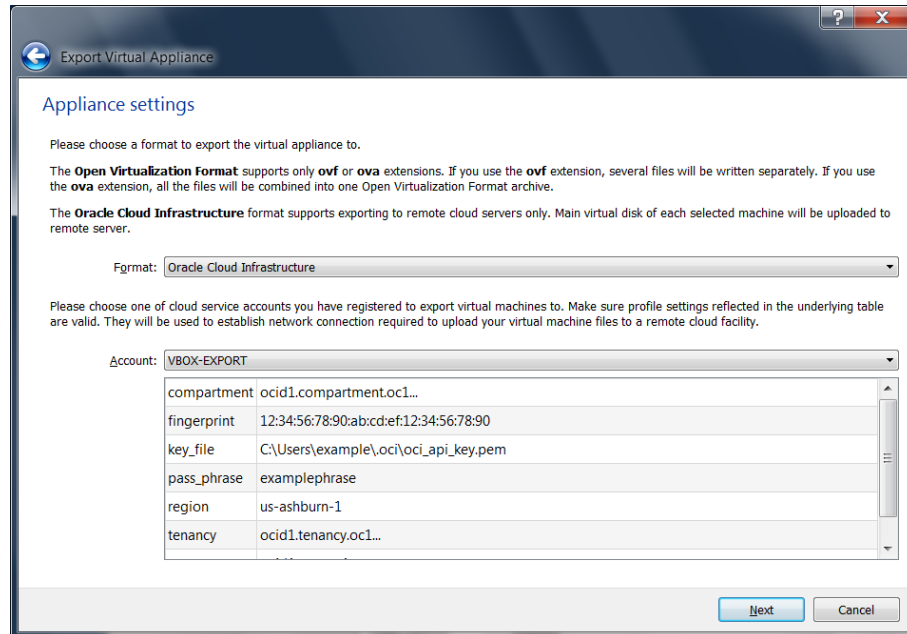 ?
X
Export Virtual Appliance
Appliance settings
Please choose a format to export the virtual appliance to.
The Open Virtualization Format supports only ovf or ova extensions. If you use the ovf extension, several files will be written separately. If you use
the ova extension, all the files will be combined into one Open Virtualization Format archive.
The Oracle Cloud Infrastructure format supports exporting to remote cloud servers only. Main virtual disk of each selected machine will be uploaded to
remote server.
Format: Oracle Cloud Infrastructure
Please choose one of cloud service accounts you have registered to export virtual machines to. Make sure profile settings reflected in the underlying table
are valid. They will be used to establish network connection required to upload your virtual machine files to a remote cloud facility.
Account: VBOX-EXPORT
compartment ocid1.compartment.oc1...
fingerprint 12:34:56:78:90:ab:cd:ef:12:34:56:78:90
key_file C:\Users\example\.oci\oci_api_key.pem
pass_phrase examplephrase
region us-ashburn-1
tenancy ocid1.tenancy.oc1...
Next Cancel